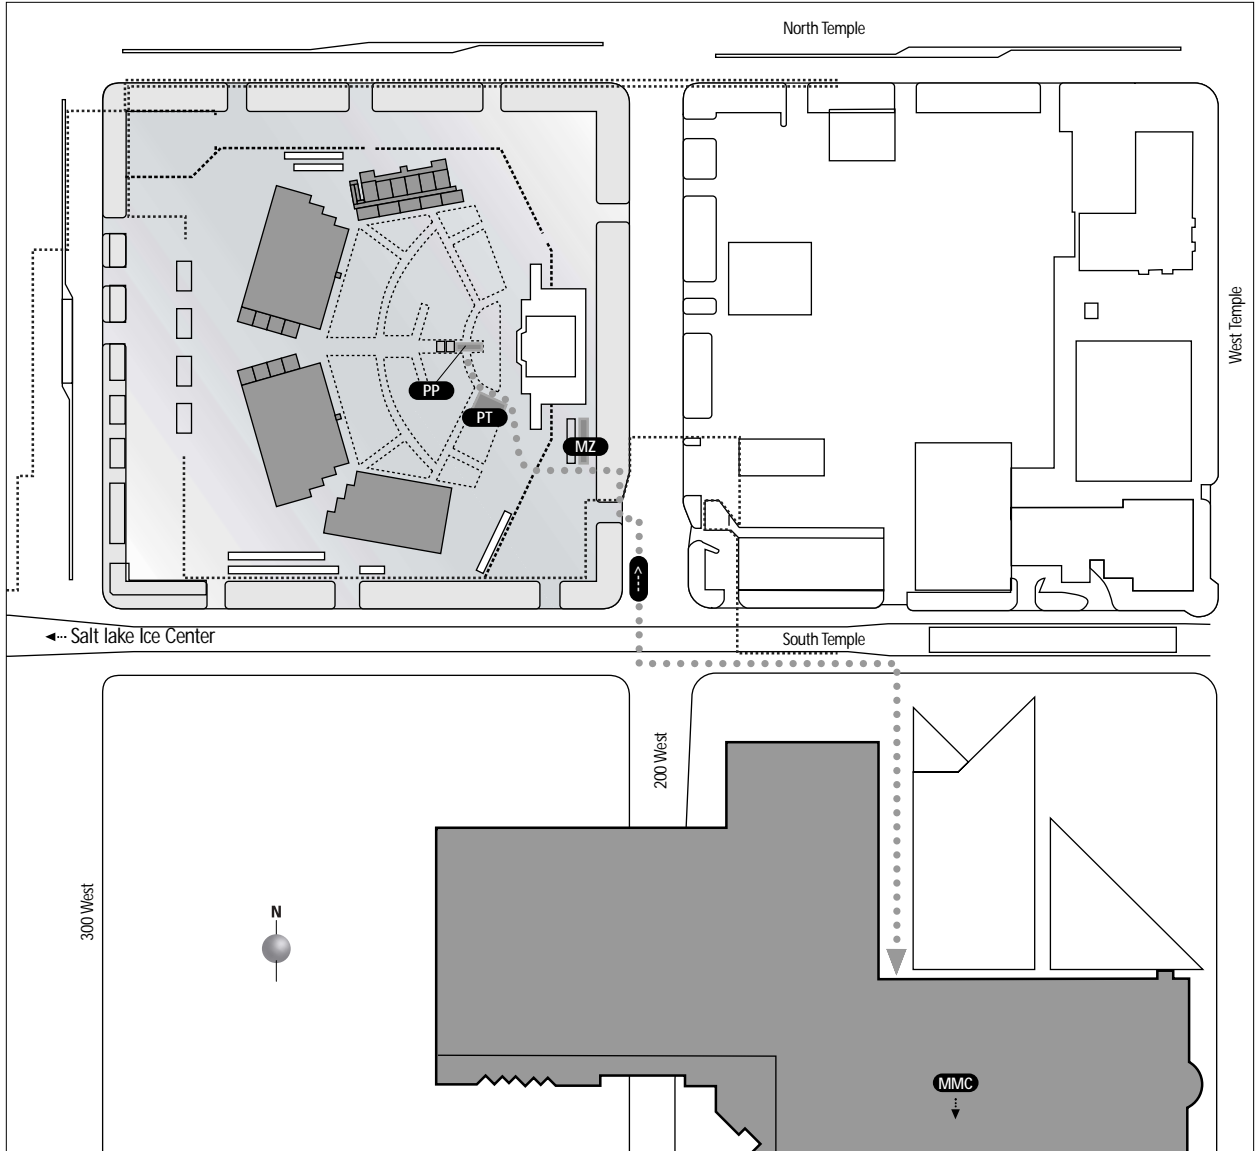 North Temple
West Temple
PP
PT
MZ
Salt lake Ice Center
South Temple
200 West
300 West
N
MMC